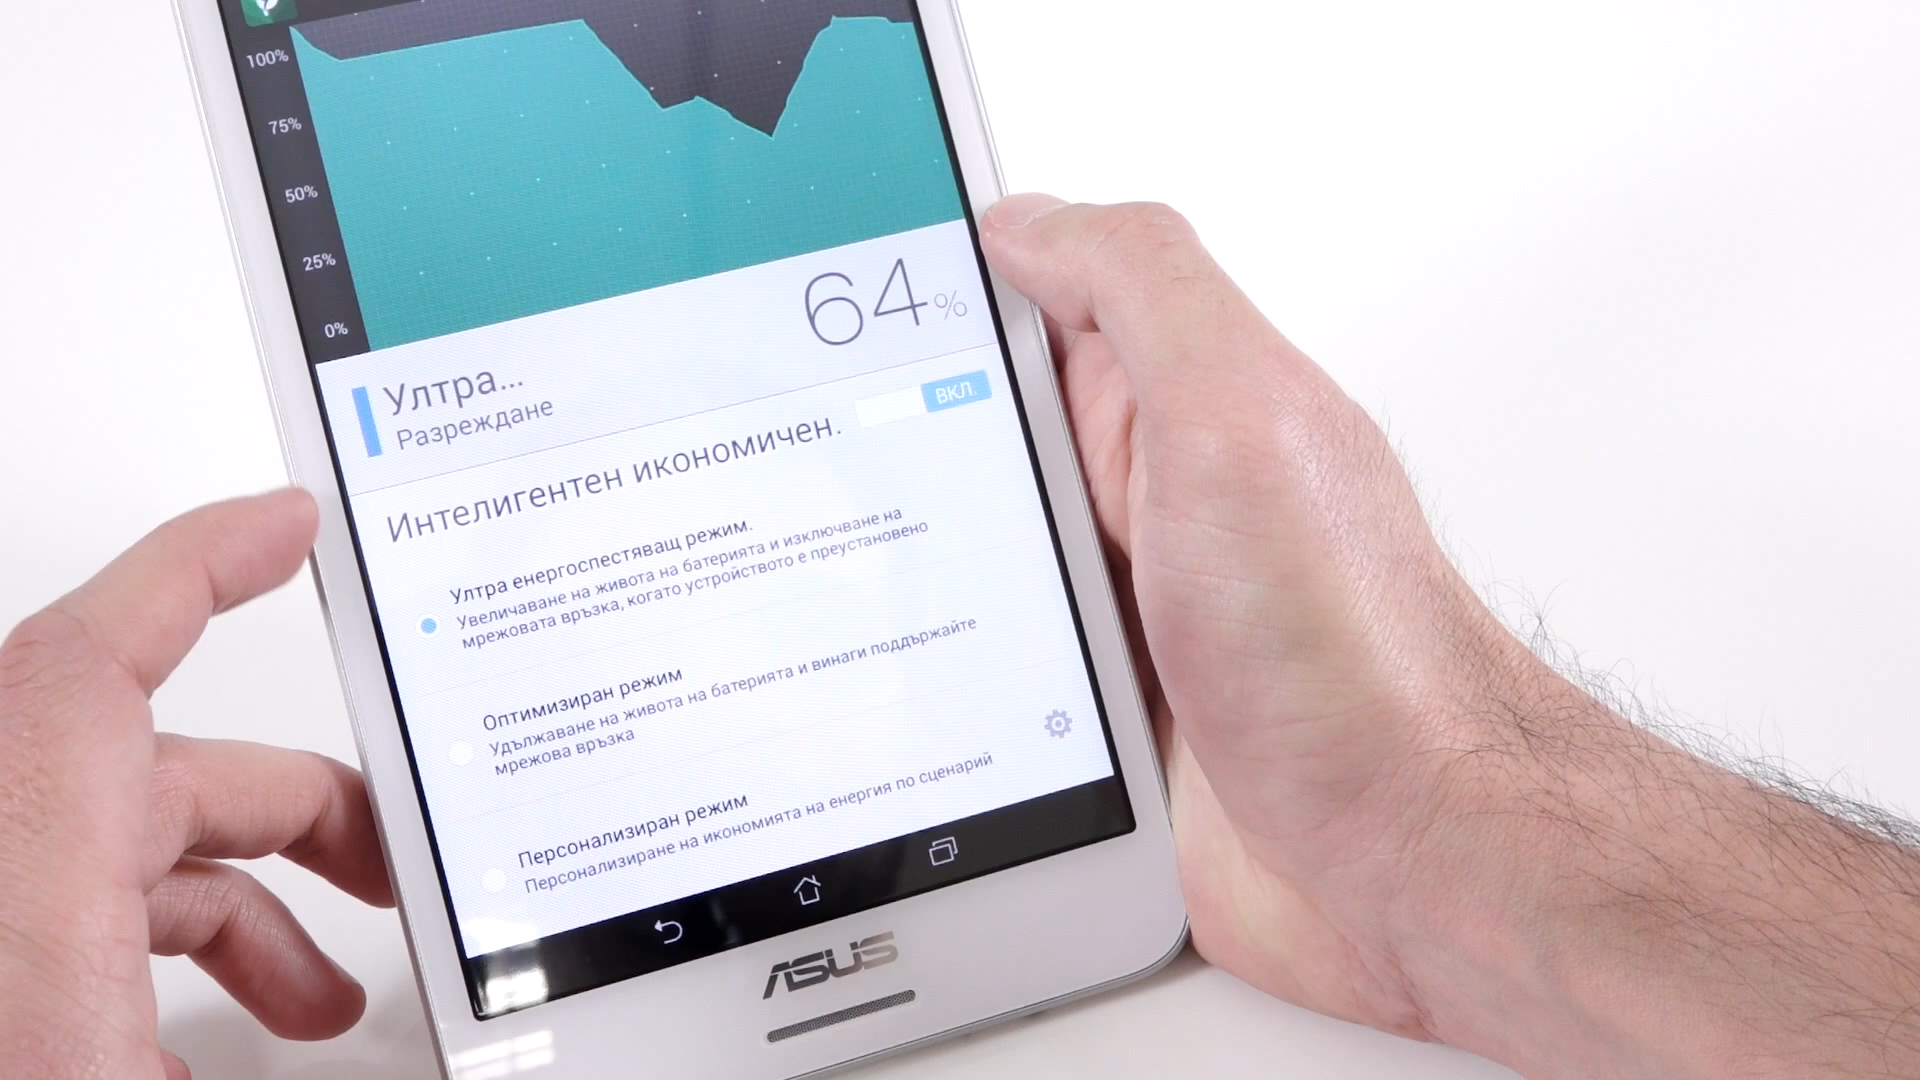 100%
75%
50%
25%
0%
64%
Ултра...
Разреждане
ВКЛ.
Интелигентен икономичен.
Ултра енергоспестяващ режим.
Увеличаване на живота на батерията и изключване на
мрежовата връзка, когато устройството е преустановено
Оптимизиран режим
Удължаване на живота на батерията и винаги поддържайте
мрежова връзка
Персонализиран режим
Персонализиране на икономията на енергия по сценарий
ASUS